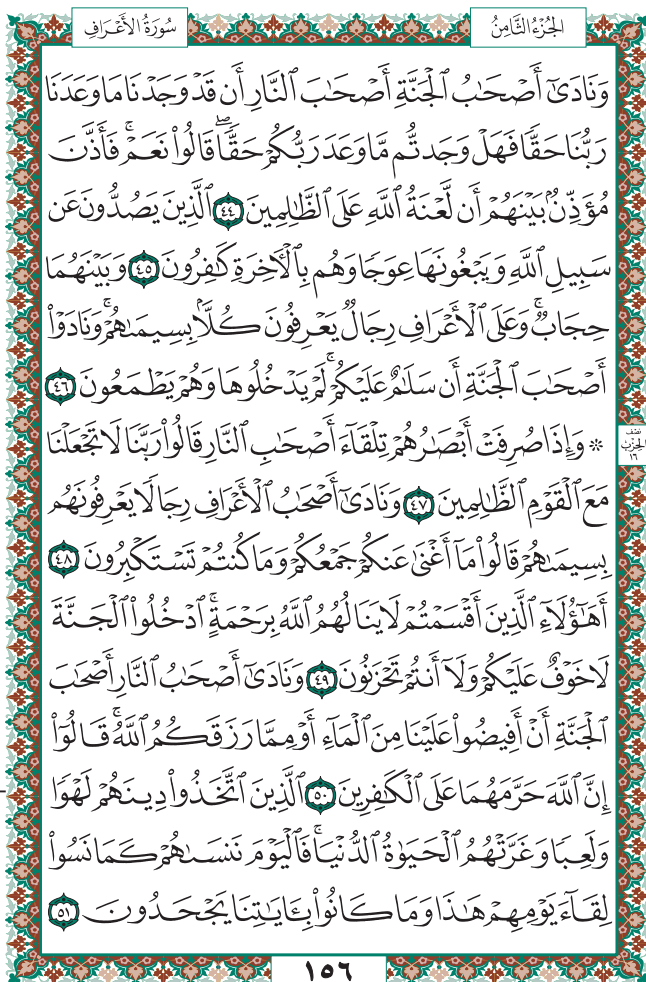 سُورَةُ الأَعْرَافِ
الجُزْءُ الثَّامِنُ
وَنَادَىٰٓ أَصْحَٰبُ ٱلْجَنَّةِ أَصْحَٰبَ ٱلنَّارِ أَن قَدْ وَجَدْنَا مَا وَعَدَنَا
رَبُّنَا حَقًّا فَهَلْ وَجَدتُّم مَّا وَعَدَ رَبُّكُمْ حَقًّاۖ قَالُوا۟ نَعَمْۚ فَأَذَّنَ
مُؤَذِّنٌۢ بَيْنَهُمْ أَن لَّعْنَةُ ٱللَّهِ عَلَى ٱلظَّٰلِمِينَ ٤٤ ٱلَّذِينَ يَصُدُّونَ عَن
سَبِيلِ ٱللَّهِ وَيَبْغُونَهَا عِوَجًا وَهُم بِٱلْـَٔاخِرَةِ كَٰفِرُونَ ٤٥ وَبَيْنَهُمَا
حِجَابٌۚ وَعَلَى ٱلْأَعْرَافِ رِجَالٌ يَعْرِفُونَ كُلًّۢا بِسِيمَىٰهُمْۚ وَنَادَوْا۟
أَصْحَٰبَ ٱلْجَنَّةِ أَن سَلَٰمٌ عَلَيْكُمْۚ لَمْ يَدْخُلُوهَا وَهُمْ يَطْمَعُونَ ٤٦
۞ وَإِذَا صُرِفَتْ أَبْصَٰرُهُمْ تِلْقَآءَ أَصْحَٰبِ ٱلنَّارِ قَالُوا۟ رَبَّنَا لَا تَجْعَلْنَا
نصف
الحزب
١٦
مَعَ ٱلْقَوْمِ ٱلظَّٰلِمِينَ ٤٧ وَنَادَىٰٓ أَصْحَٰبُ ٱلْأَعْرَافِ رِجَالًا يَعْرِفُونَهُم
بِسِيمَىٰهُمْ قَالُوا۟ مَآ أَغْنَىٰ عَنكُمْ جَمْعُكُمْ وَمَا كُنتُمْ تَسْتَكْبِرُونَ ٤٨
أَهَٰٓؤُلَآءِ ٱلَّذِينَ أَقْسَمْتُمْ لَا يَنَالُهُمُ ٱللَّهُ بِرَحْمَةٍۚ ٱدْخُلُوا۟ ٱلْجَنَّةَ
لَا خَوْفٌ عَلَيْكُمْ وَلَآ أَنتُمْ تَحْزَنُونَ ٤٩ وَنَادَىٰٓ أَصْحَٰبُ ٱلنَّارِ أَصْحَٰبَ
ٱلْجَنَّةِ أَنْ أَفِيضُوا۟ عَلَيْنَا مِنَ ٱلْمَآءِ أَوْ مِمَّا رَزَقَكُمُ ٱللَّهُۚ قَالُوٓا۟
إِنَّ ٱللَّهَ حَرَّمَهُمَا عَلَى ٱلْكَٰفِرِينَ ٥٠ ٱلَّذِينَ ٱتَّخَذُوا۟ دِينَهُمْ لَهْوًا
وَلَعِبًا وَغَرَّتْهُمُ ٱلْحَيَوٰةُ ٱلدُّنْيَاۚ فَٱلْيَوْمَ نَنسَىٰهُمْ كَمَا نَسُوا۟
لِقَآءَ يَوْمِهِمْ هَٰذَا وَمَا كَانُوا۟ بِـَٔايَٰتِنَا يَجْحَدُونَ ٥١
١٥٦